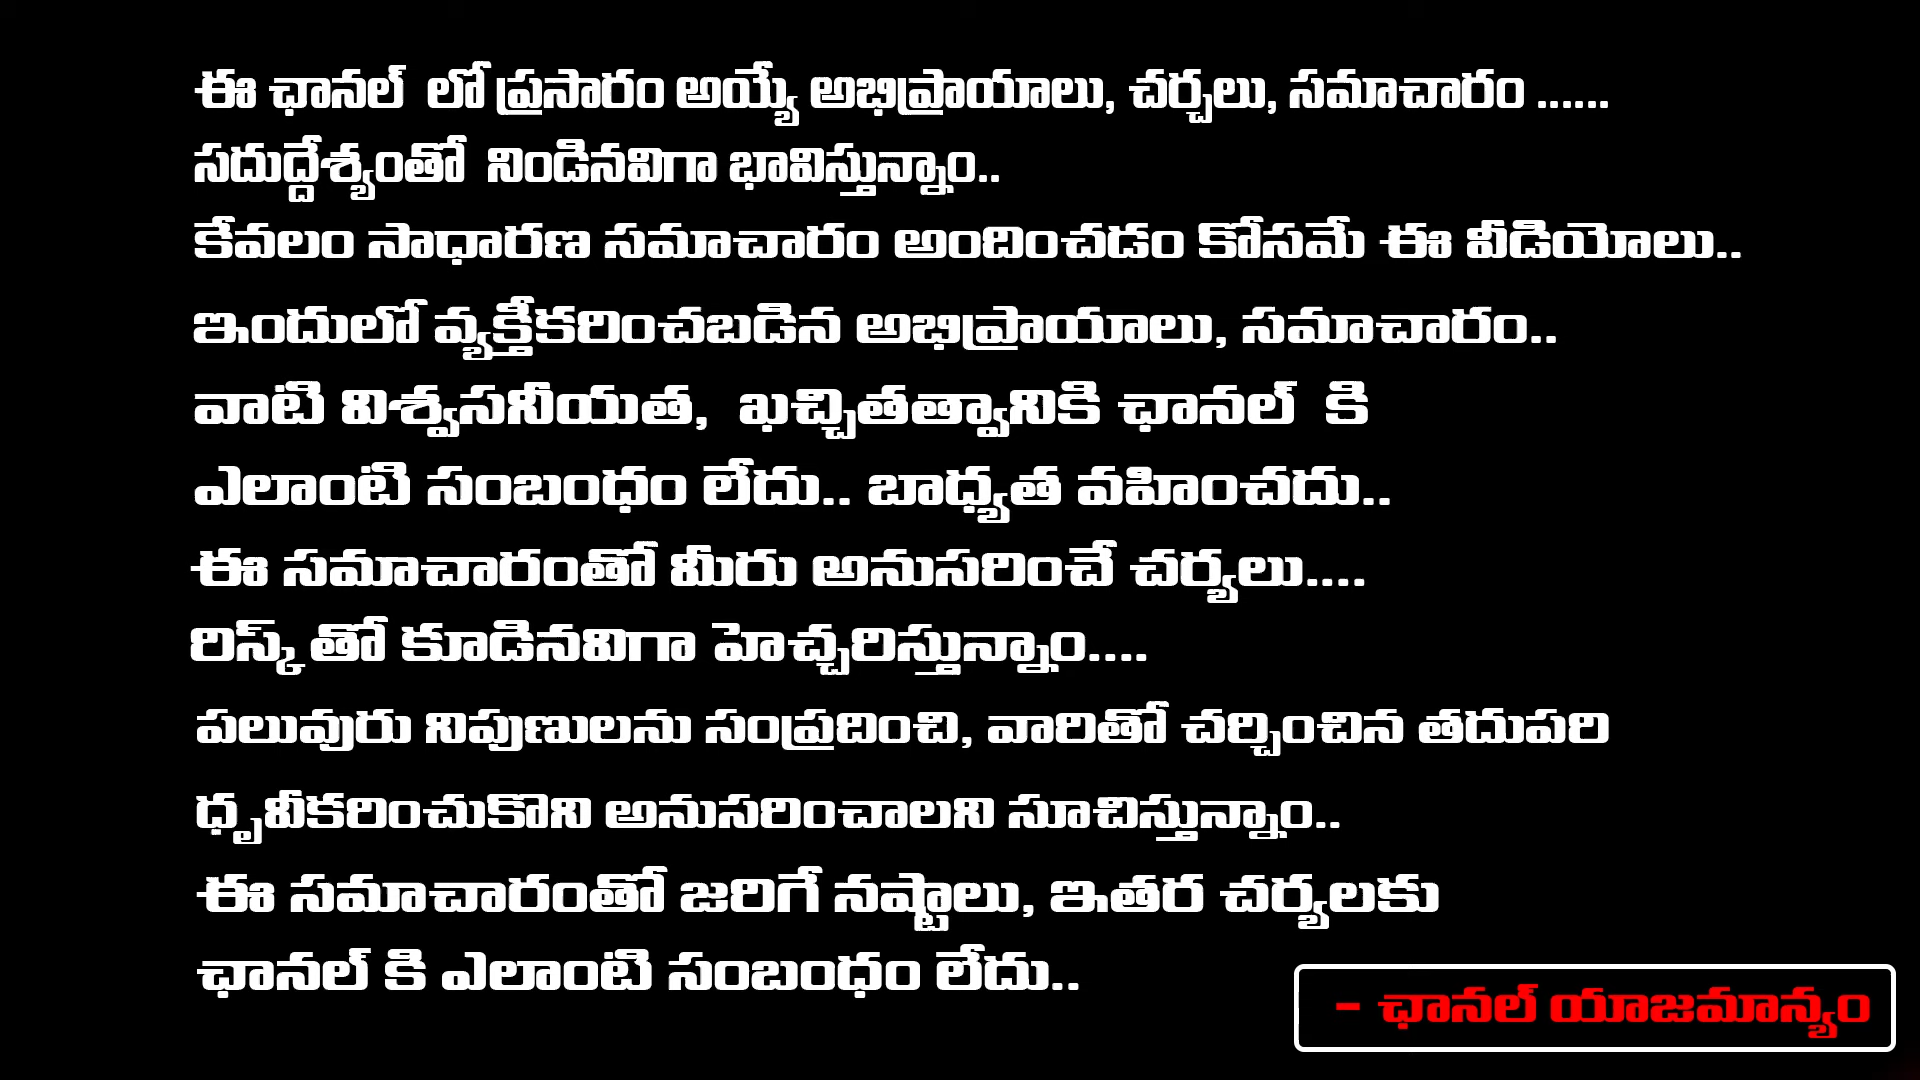 ఈ ఛానల్ లో ప్రసారం అయ్యే అభిప్రాయాలు, చర్చలు, సమాచారం ......
సదుద్దేశ్యంతో నిండినవిగా భావిస్తున్నాం..
కేవలం సాధారణ సమాచారం అందించడం కోసమే ఈ వీడియోలు..
ఇందులో వ్యక్తీకరించబడిన అభిప్రాయాలు, సమాచారం..
వాటి విశ్వసనీయత, ఖచ్చితత్వానికి ఛానల్ కి
ఎలాంటి సంబంధం లేదు.. బాధ్యత వహించదు..
ఈ సమాచారంతో మీరు అనుసరించే చర్యలు....
రిస్క్ తో కూడినవిగా హెచ్చరిస్తున్నాం....
పలువురు నిపుణులను సంప్రదించి, వారితో చర్చించిన తదుపరి
ధృవీకరించుకొని అనుసరించాలని సూచిస్తున్నాం..
ఈ సమాచారంతో జరిగే నష్టాలు, ఇతర చర్యలకు
ఛానల్ కి ఎలాంటి సంబంధం లేదు..
- ఛానల్ యాజమాన్యం